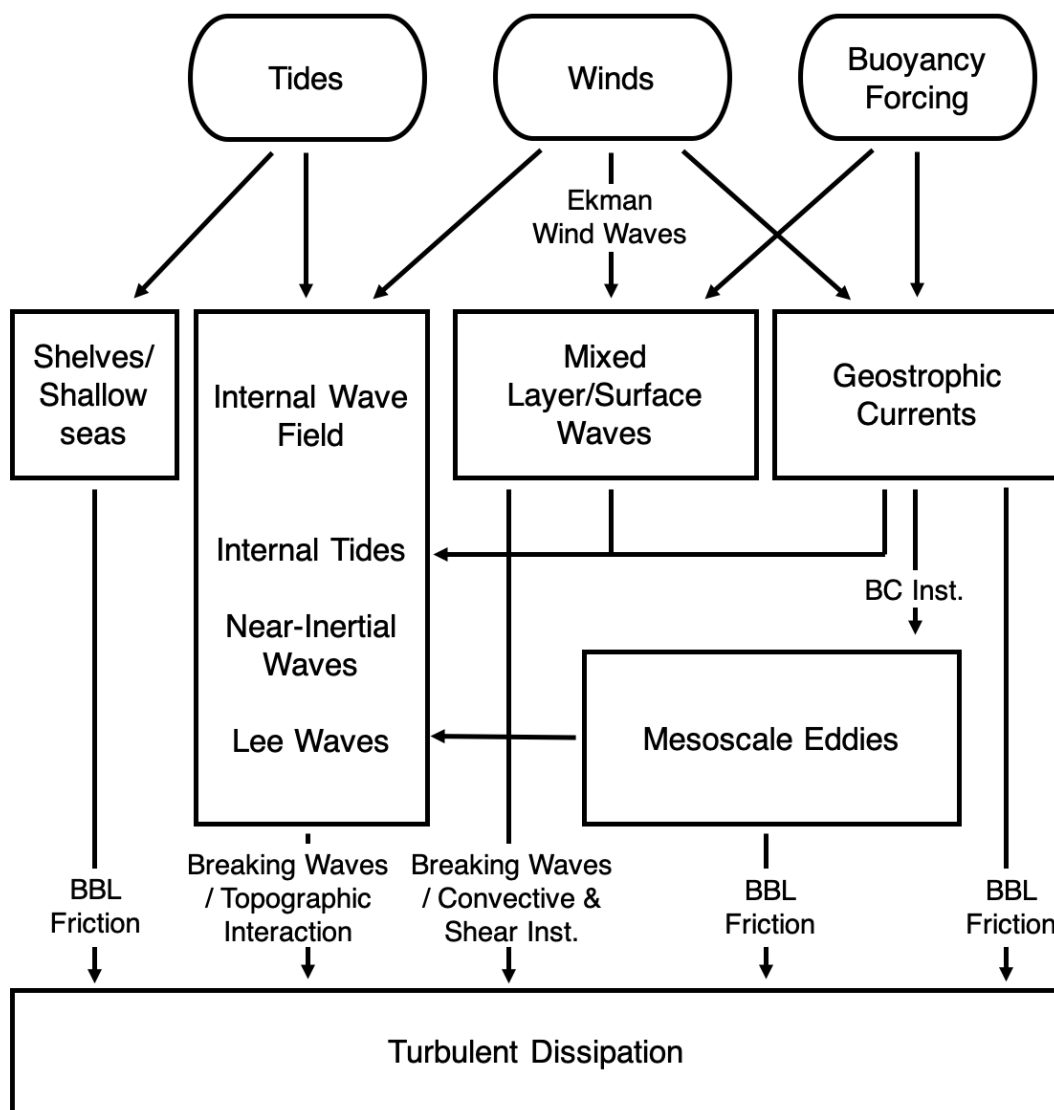 Tides
Winds
Buoyancy
Forcing
Ekman
Wind Waves
Shelves/
Shallow
seas
Internal Wave
Field
Internal Tides
Near-Inertial
Waves
Lee Waves
Mixed
Layer/Surface
Waves
Geostrophic
Currents
BC Inst.
Mesoscale Eddies
BBL
Friction
Breaking Waves
/ Topographic
Interaction
Breaking Waves
/ Convective &
Shear Inst.
BBL
Friction
BBL
Friction
Turbulent Dissipation